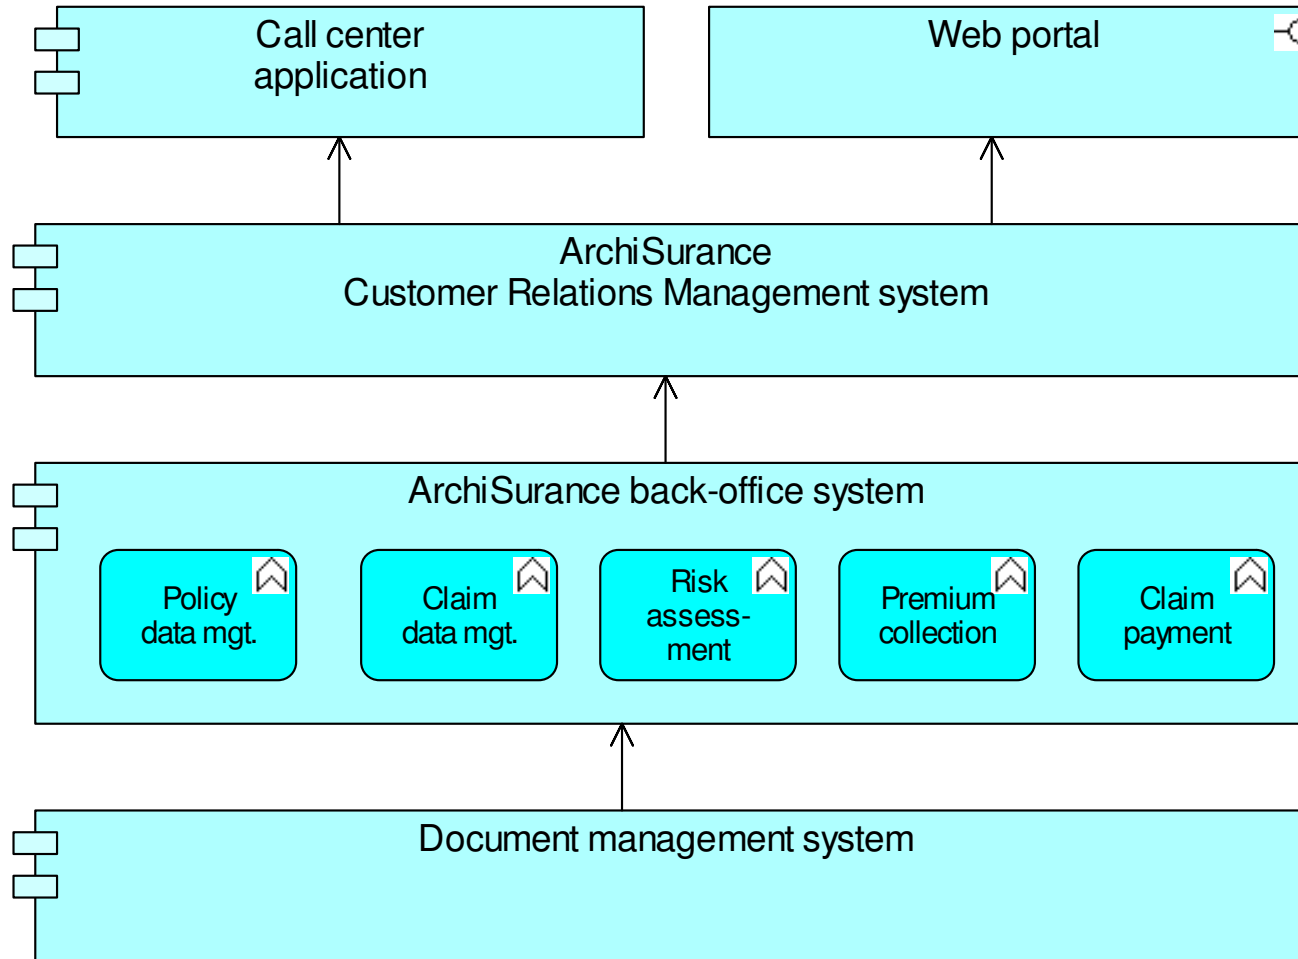 Call center
application
Web portal
ArchiSurance
Customer Relations Management system
ArchiSurance back-office system
Policy
data mgt.
Claim
data mgt.
Risk
assess-
ment
Premium
collection
Claim
payment
Document management system